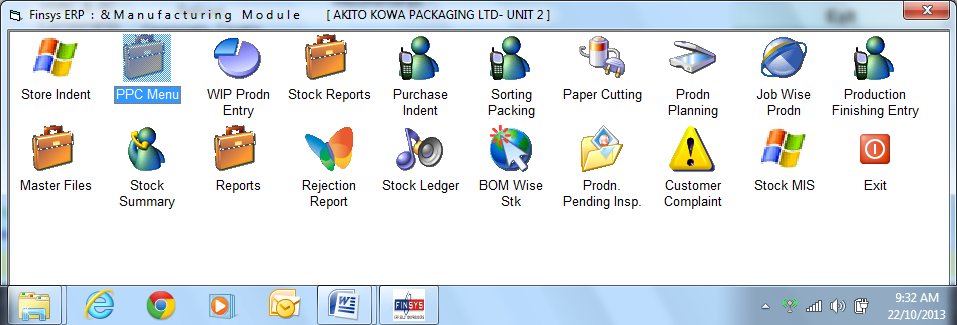 Finsys ERP : & Manufacturing Module [ AKITO KOWA PACKAGING LTD- UNIT 2 ]
Store Indent
PPC Menu
WIP Prodn
Entry
Stock Reports
Purchase
Indent
Sorting
Packing
Paper Cutting
Prodn
Planning
Job Wise
Prodn
Production
Finishing Entry
Master Files
Stock
Summary
Reports
Rejection
Report
Stock Ledger
BOM Wise
Stk
Prodn.
Pending Insp.
Customer
Complaint
Stock MIS
Exit
FINSYS
9:32 AM
22/10/2013